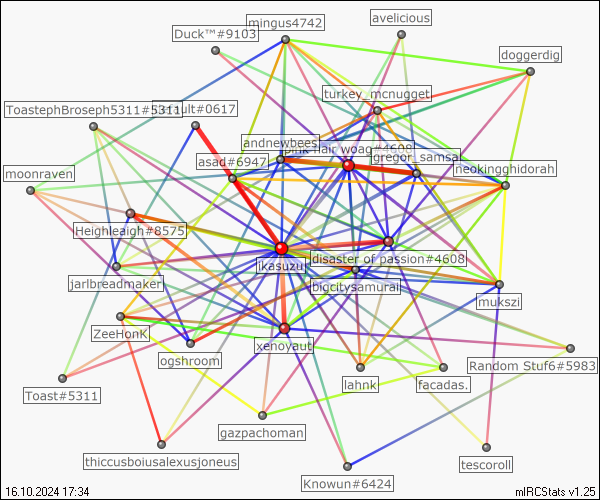 avelicious
mingus4742
Duck™#9103
doggerdig
turkey_mcnugget
ToastephBroseph5311#5311
ult#0617
andnewbees
pink hair woag#4608
gregor_samsa.
asad#6947
neokingghidorah
moonraven
Heighleaigh#8575
disaster of passion#4608
ikasuzu
jarlbreadmaker
bigcitysamurai
mukszi
ZeeHonK
xenoyaut
ogshroom
Random Stuf6#5983
lahnk
facadas.
Toast#5311
gazpachoman
thiccusboiusalexusjoneus
tescoroll
Knowun#6424
16.10.2024 17:34
mIRCStats v1.25